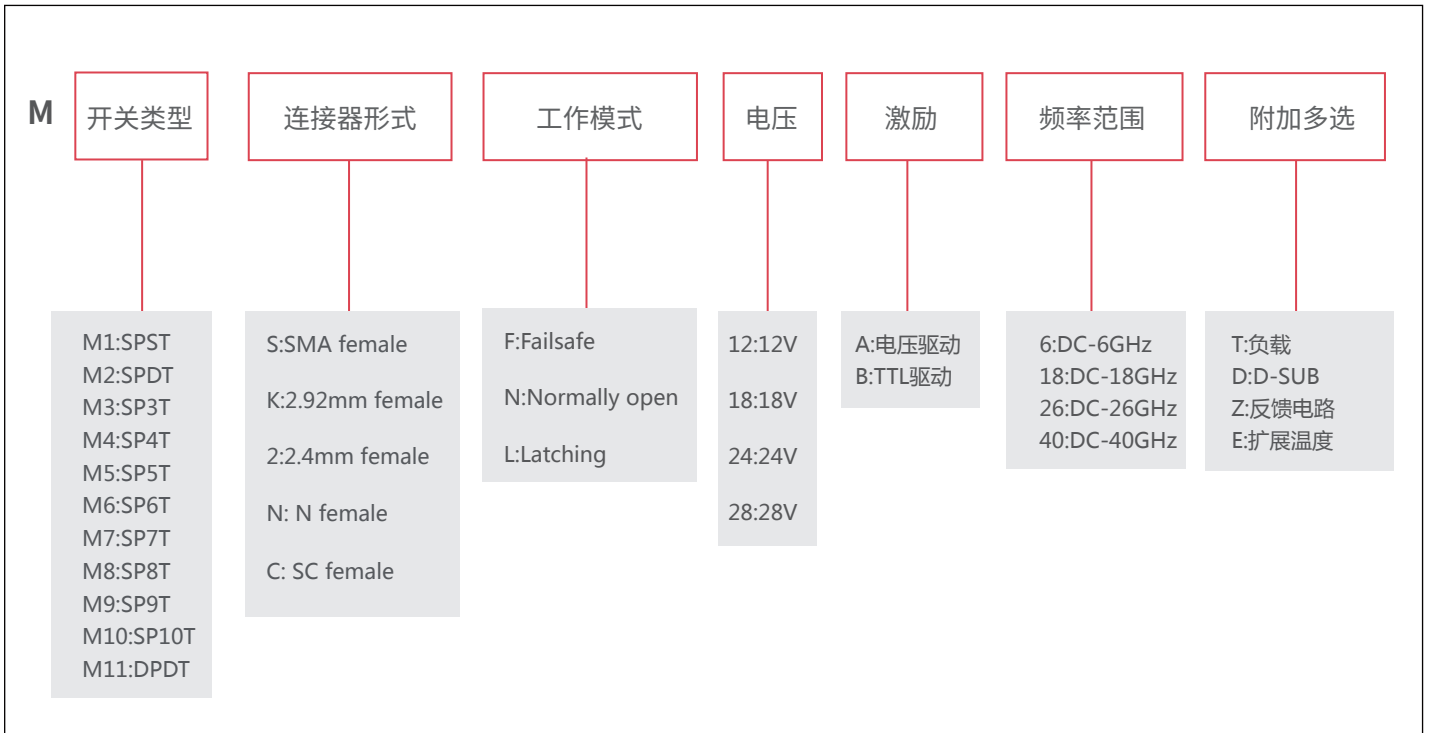 M
开关类型
连接器形式
工作模式
电压
激励
频率范围
附加多选
M1:SPST
M2:SPDT
M3:SP3T
M4:SP4T
M5:SP5T
M6:SP6T
M7:SP7T
M8:SP8T
M9:SP9T
M10:SP10T
M11:DPDT
S:SMA female
K:2.92mm female
2:2.4mm female
N: N female
C: SC female
F:Failsafe
N:Normally open
L:Latching
12:12V
18:18V
24:24V
28:28V
A:电压驱动
B:TTL驱动
6:DC-6GHz
18:DC-18GHz
26:DC-26GHz
40:DC-40GHz
T:负载
D:D-SUB
Z:反馈电路
E:扩展温度